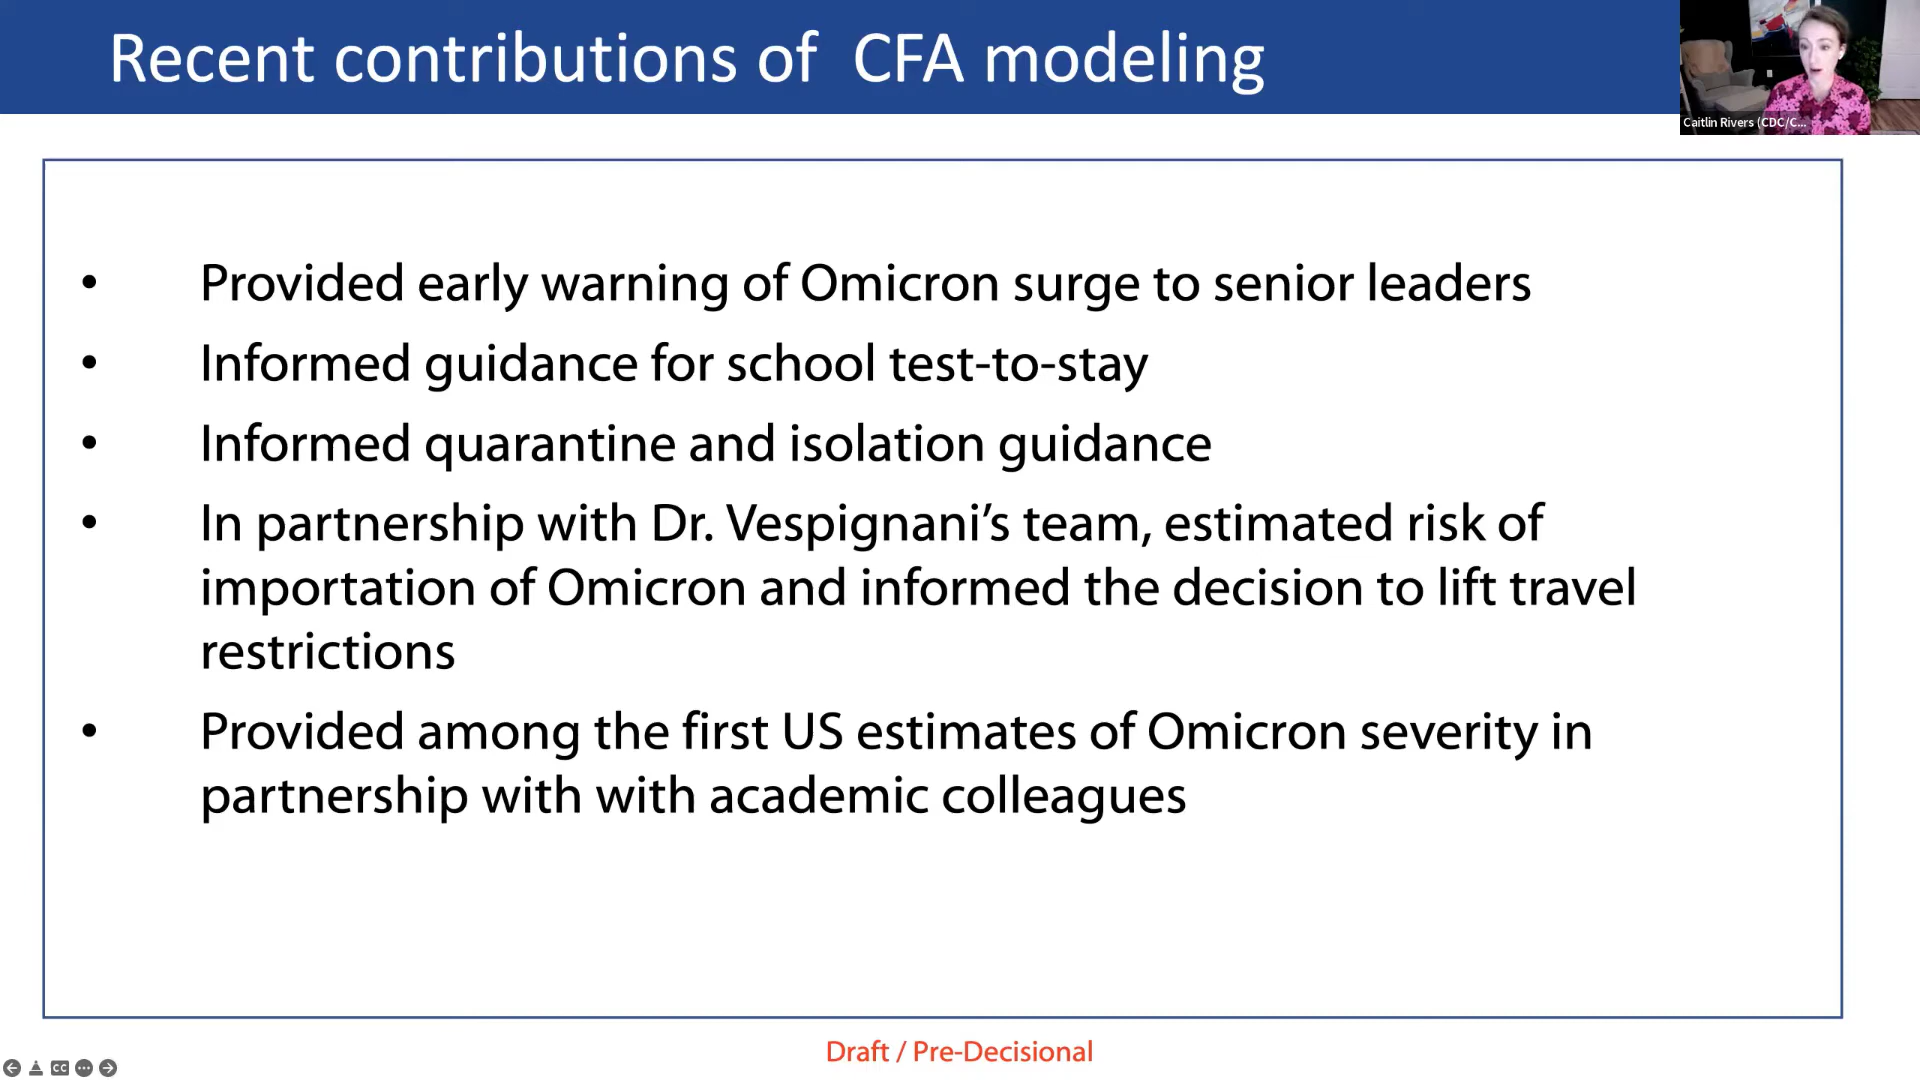 Recent contributions of  CFA modeling
Caitlin Rivers (CDC/C...
• Provided early warning of Omicron surge to senior leaders
• Informed guidance for school test-to-stay
• Informed quarantine and isolation guidance
• In partnership with Dr. Vespignani’s team, estimated risk of
importation of Omicron and informed the decision to lift travel
restrictions
• Provided among the first US estimates of Omicron severity in
partnership with with academic colleagues
Draft / Pre-Decisional
CC